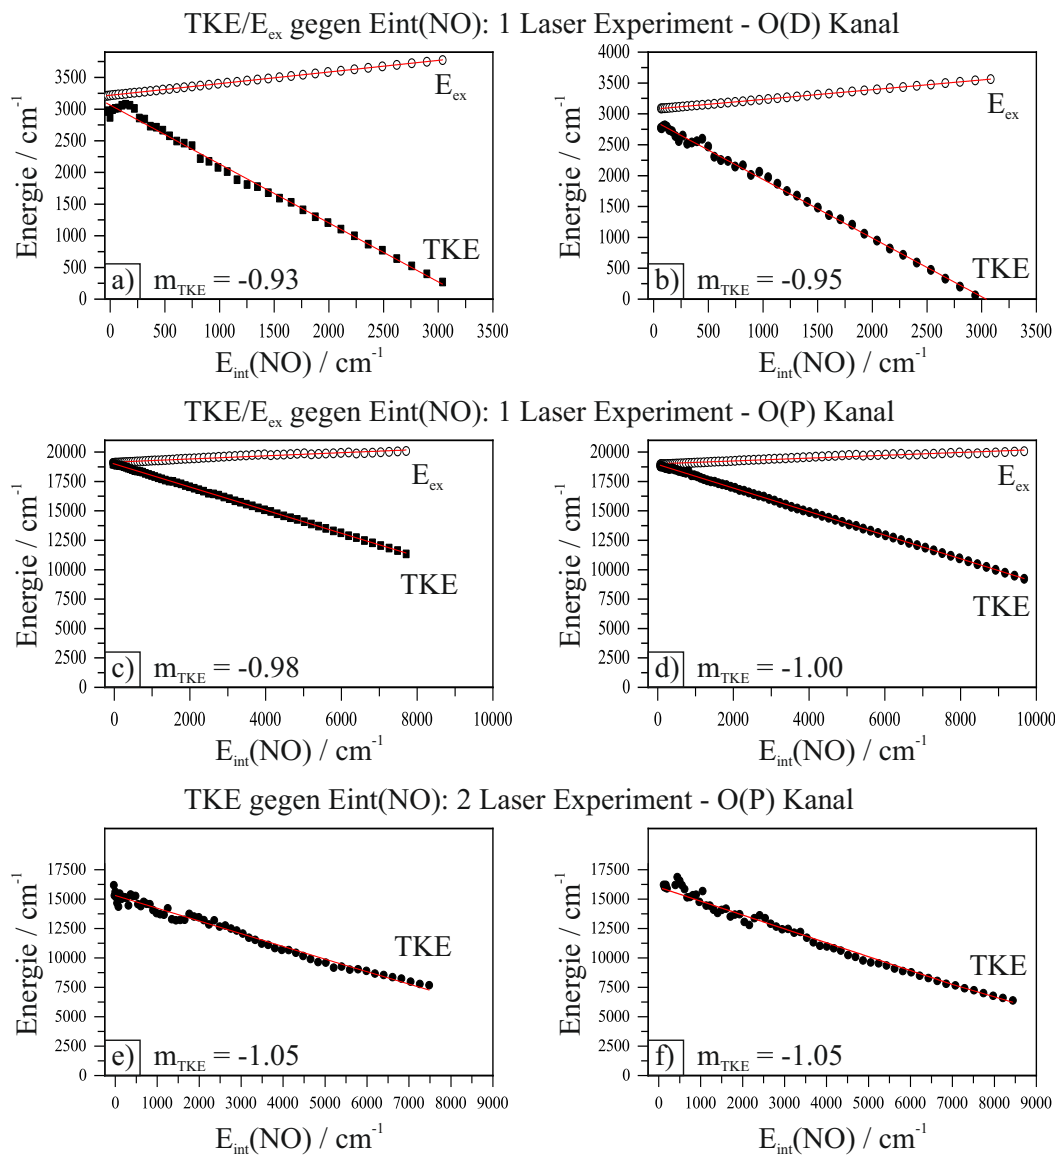 TKE/E_ex gegen Eint(NO): 1 Laser Experiment - O(D) Kanal
Energie / cm⁻¹
3500
3000
2500
2000
1500
1000
500
0
E_ex
TKE
a) m_TKE = -0.93
0 500 1000 1500 2000 2500 3000 3500
E_int(NO) / cm⁻¹
Energie / cm⁻¹
4000
3500
3000
2500
2000
1500
1000
500
0
E_ex
TKE
b) m_TKE = -0.95
0 500 1000 1500 2000 2500 3000 3500
E_int(NO) / cm⁻¹
TKE/E_ex gegen Eint(NO): 1 Laser Experiment - O(P) Kanal
Energie / cm⁻¹
20000
17500
15000
12500
10000
7500
5000
2500
0
E_ex
TKE
c) m_TKE = -0.98
0 2000 4000 6000 8000 10000
E_int(NO) / cm⁻¹
Energie / cm⁻¹
20000
17500
15000
12500
10000
7500
5000
2500
0
E_ex
TKE
d) m_TKE = -1.00
0 2000 4000 6000 8000 10000
E_int(NO) / cm⁻¹
TKE gegen Eint(NO): 2 Laser Experiment - O(P) Kanal
Energie / cm⁻¹
17500
15000
12500
10000
7500
5000
2500
0
TKE
e) m_TKE = -1.05
0 1000 2000 3000 4000 5000 6000 7000 8000 9000
E_int(NO) / cm⁻¹
Energie / cm⁻¹
17500
15000
12500
10000
7500
5000
2500
0
TKE
f) m_TKE = -1.05
0 1000 2000 3000 4000 5000 6000 7000 8000 9000
E_int(NO) / cm⁻¹